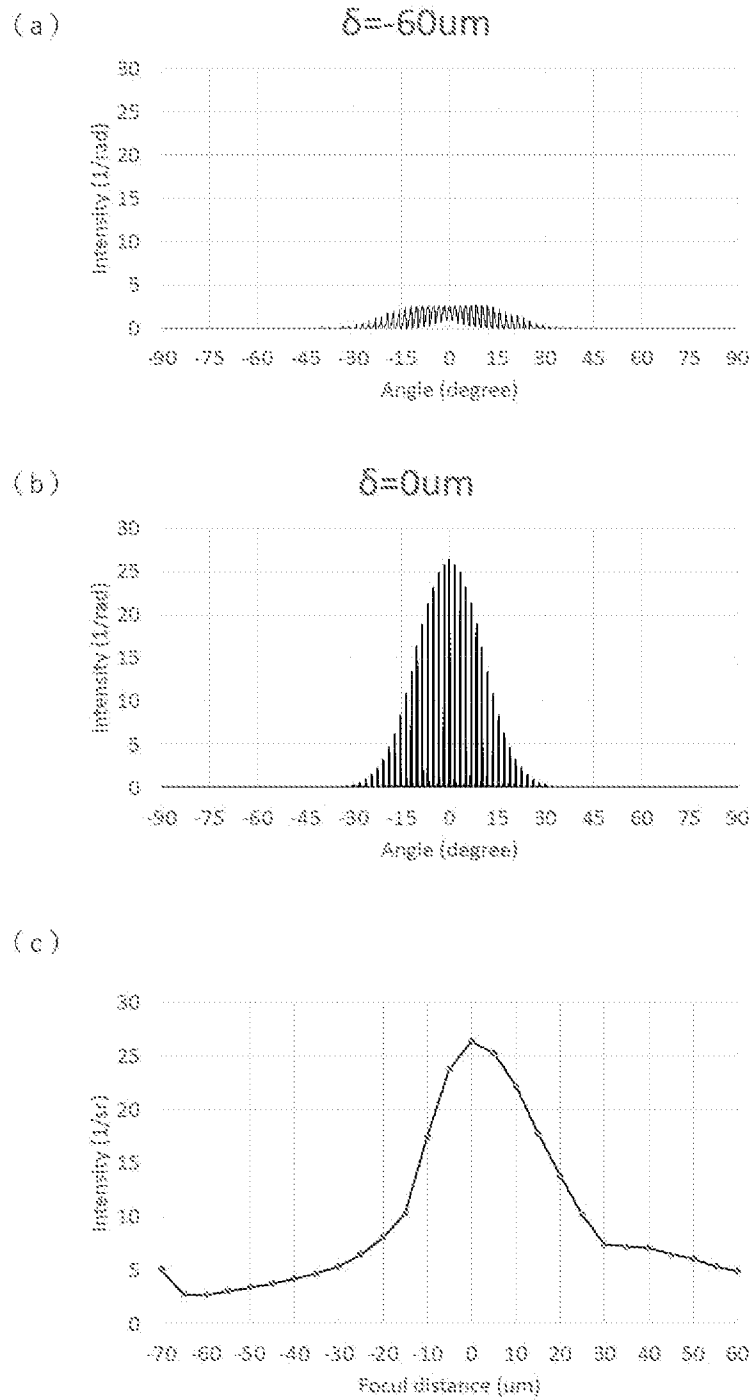 (a)
δ=-60um
30
25
20
15
10
5
0
Intensity (1/rad)
-90 -75 -60 -45 -30 -15 0 15 30 45 60 75 90
Angle (degree)
(b)
δ=0um
30
25
20
15
10
5
0
Intensity (1/rad)
-90 -75 -60 -45 -30 -15 0 15 30 45 60 75 90
Angle (degree)
(c)
30
25
20
15
10
5
0
Intensity (1/sr)
-70 -60 -50 -40 -30 -20 -10 0 10 20 30 40 50 60
Focul distance (um)